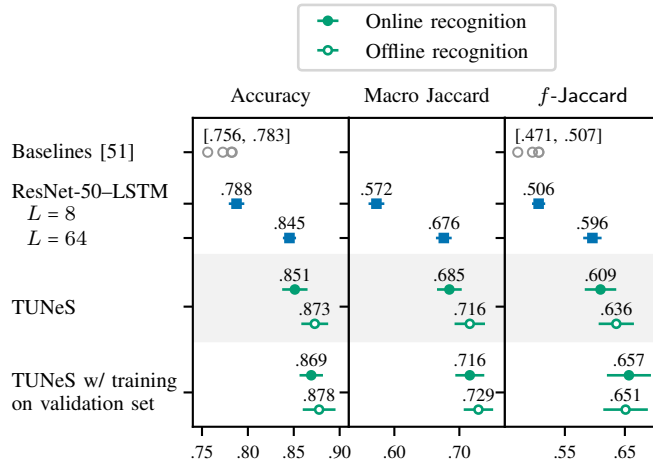 Online recognition
Offline recognition
Accuracy Macro Jaccard f-Jaccard
[.756, .783] [.471, .507]
Baselines [51]
ResNet-50–LSTM .788 .572 .506
L = 8
.845 .676 .596
L = 64
.851 .685 .609
TUNeS .873 .716 .636
.869 .716 .657
TUNeS w/ training
on validation set .878 .729 .651
.75 .80 .85 .90 .60 .70 .55 .65